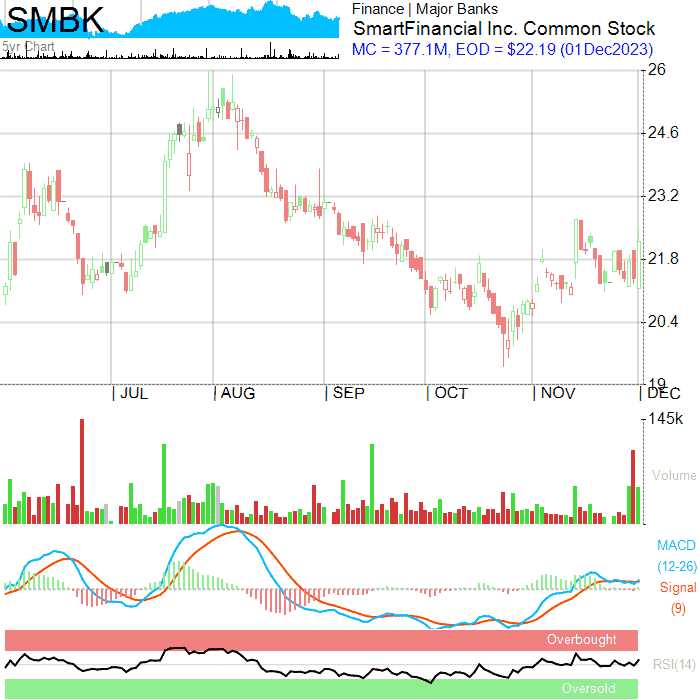 SMBK
5yr Chart
Finance | Major Banks
SmartFinancial Inc. Common Stock
MC = 377.1M, EOD = $22.19 (01Dec2023)
26
24.6
23.2
21.8
20.4
19
JUL AUG SEP OCT NOV DEC
145k
Volume
MACD
(12-26)
Signal
(9)
Overbought
RSI(14)
Oversold